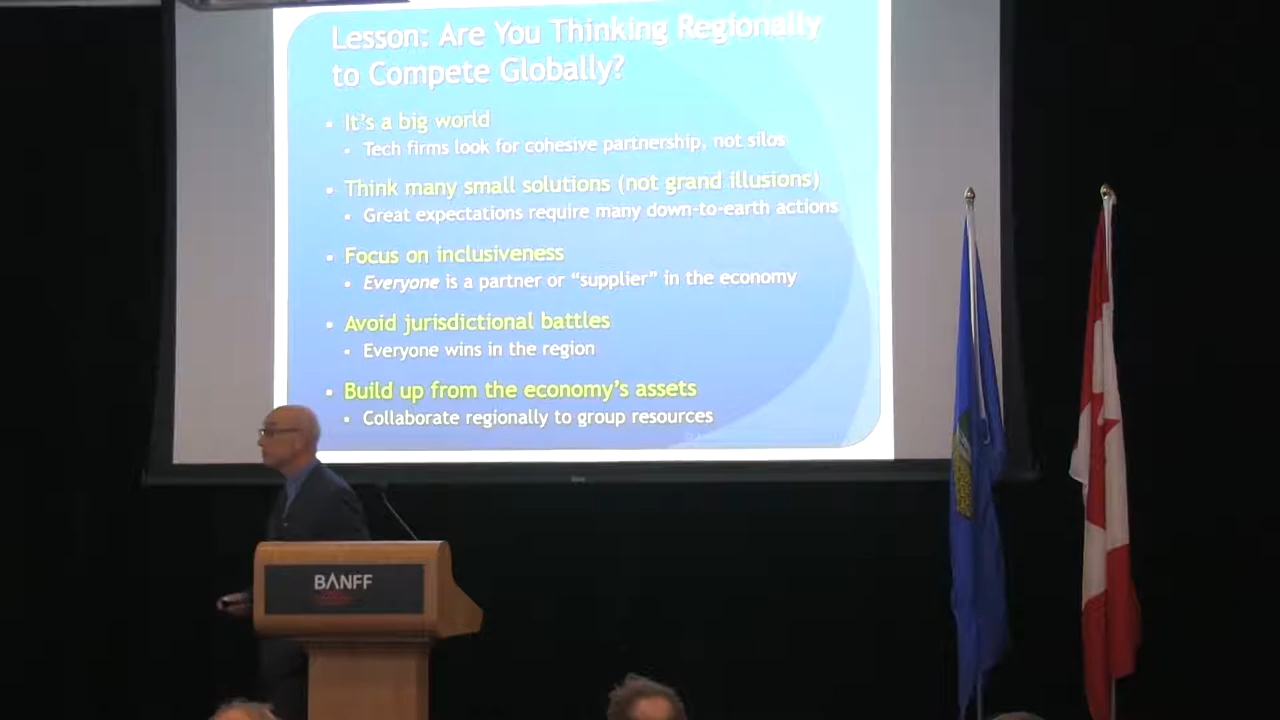 Lesson: Are You Thinking Regionally
to Compete Globally?
It's a big world
Tech firms look for cohesive partnership, not silos
Think many small solutions (not grand illusions)
Great expectations require many down-to-earth actions
Focus on inclusiveness
Everyone is a partner or “supplier” in the economy
Avoid jurisdictional battles
Everyone wins in the region
Build up from the economy's assets
Collaborate regionally to group resources
BANFF